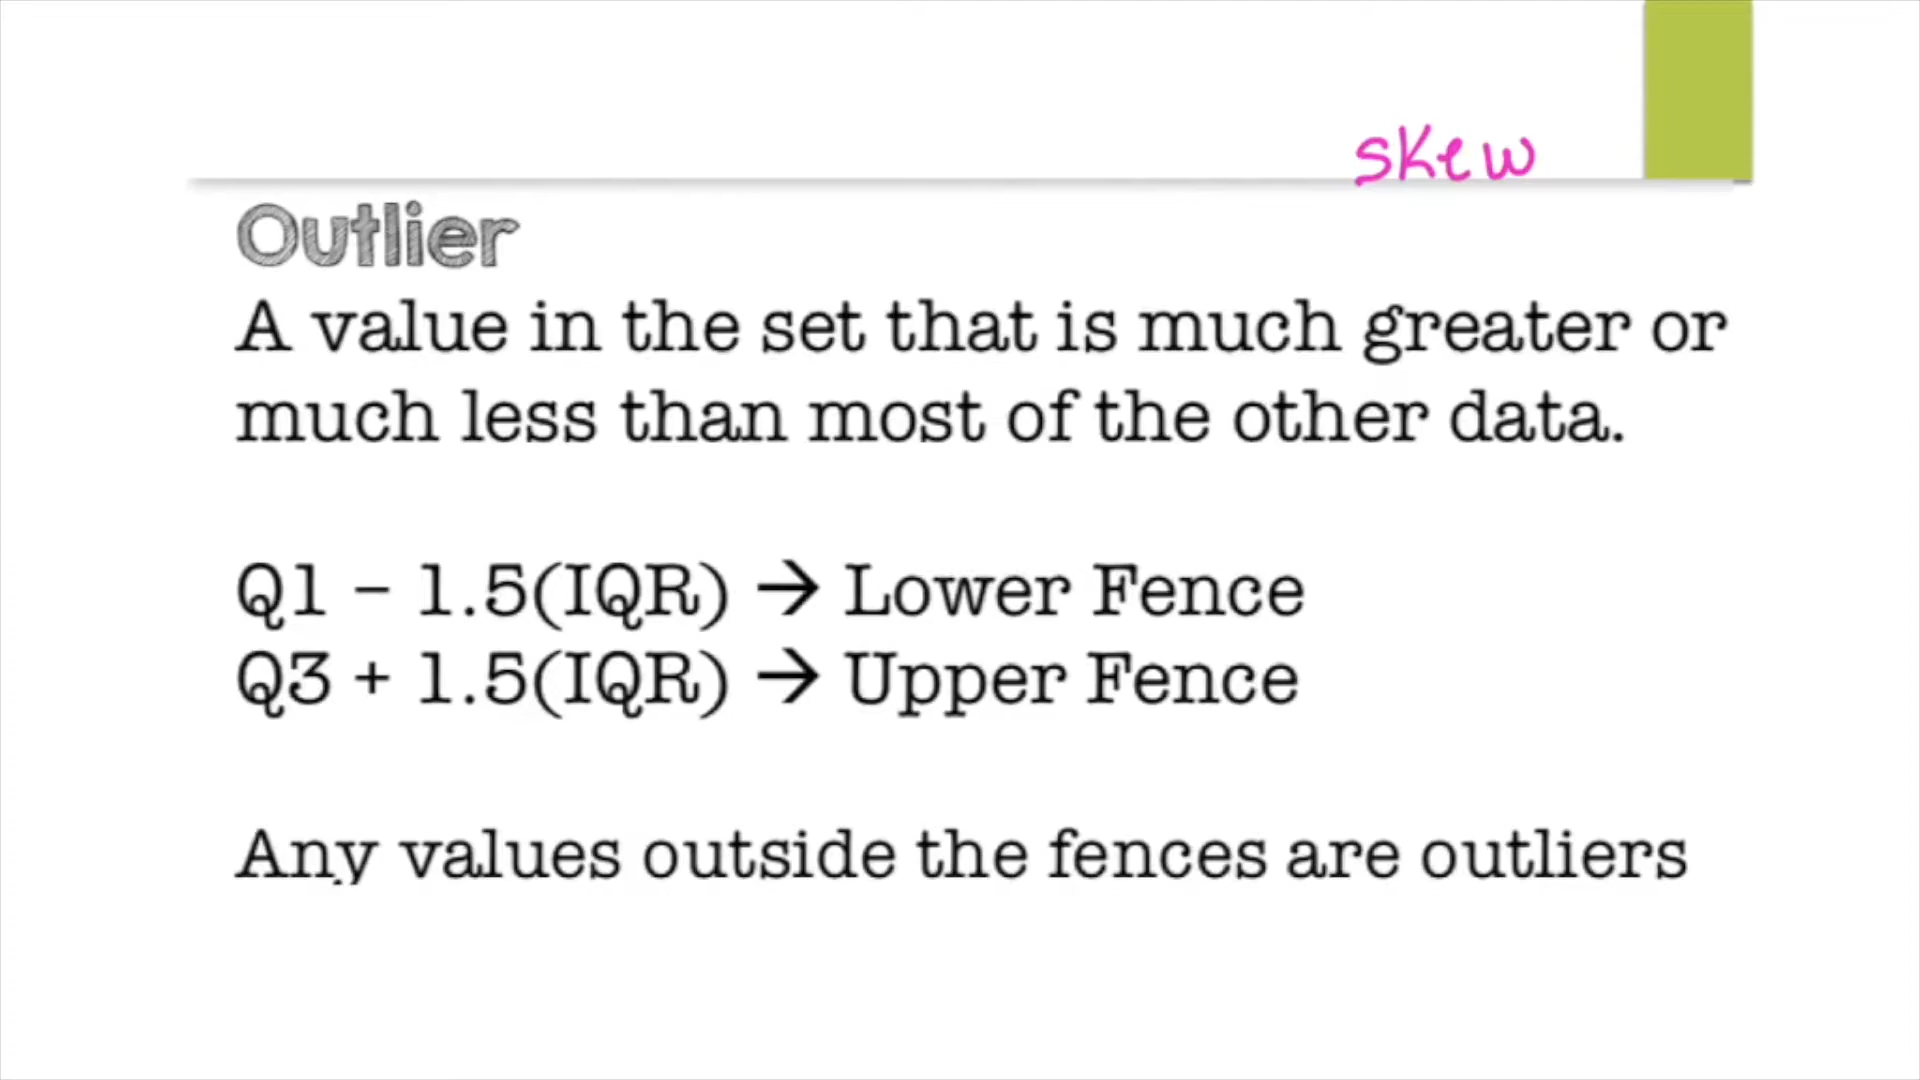 skew
Outlier
A value in the set that is much greater or
much less than most of the other data.
Q1 – 1.5(IQR) → Lower Fence
Q3 + 1.5(IQR) → Upper Fence
Any values outside the fences are outliers